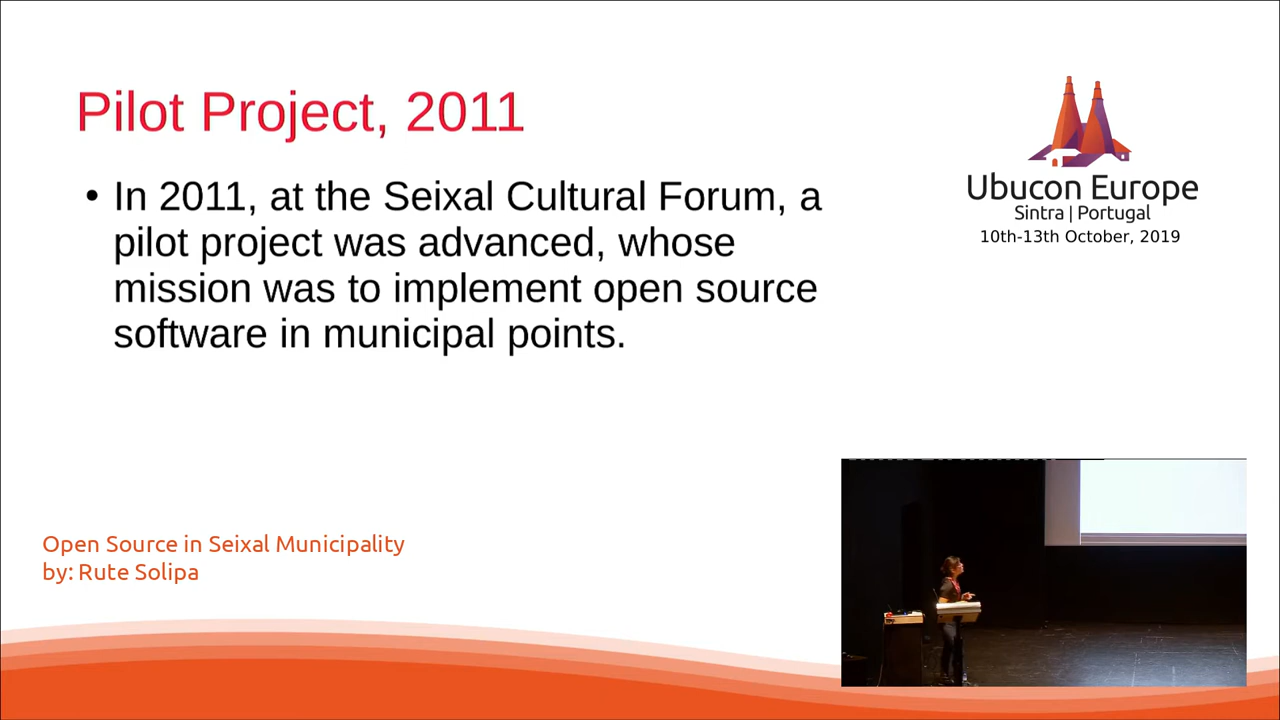 Pilot Project, 2011
• In 2011, at the Seixal Cultural Forum, a
pilot project was advanced, whose
mission was to implement open source
software in municipal points.
Ubucon Europe
Sintra | Portugal
10th-13th October, 2019
Open Source in Seixal Municipality
by: Rute Solipa